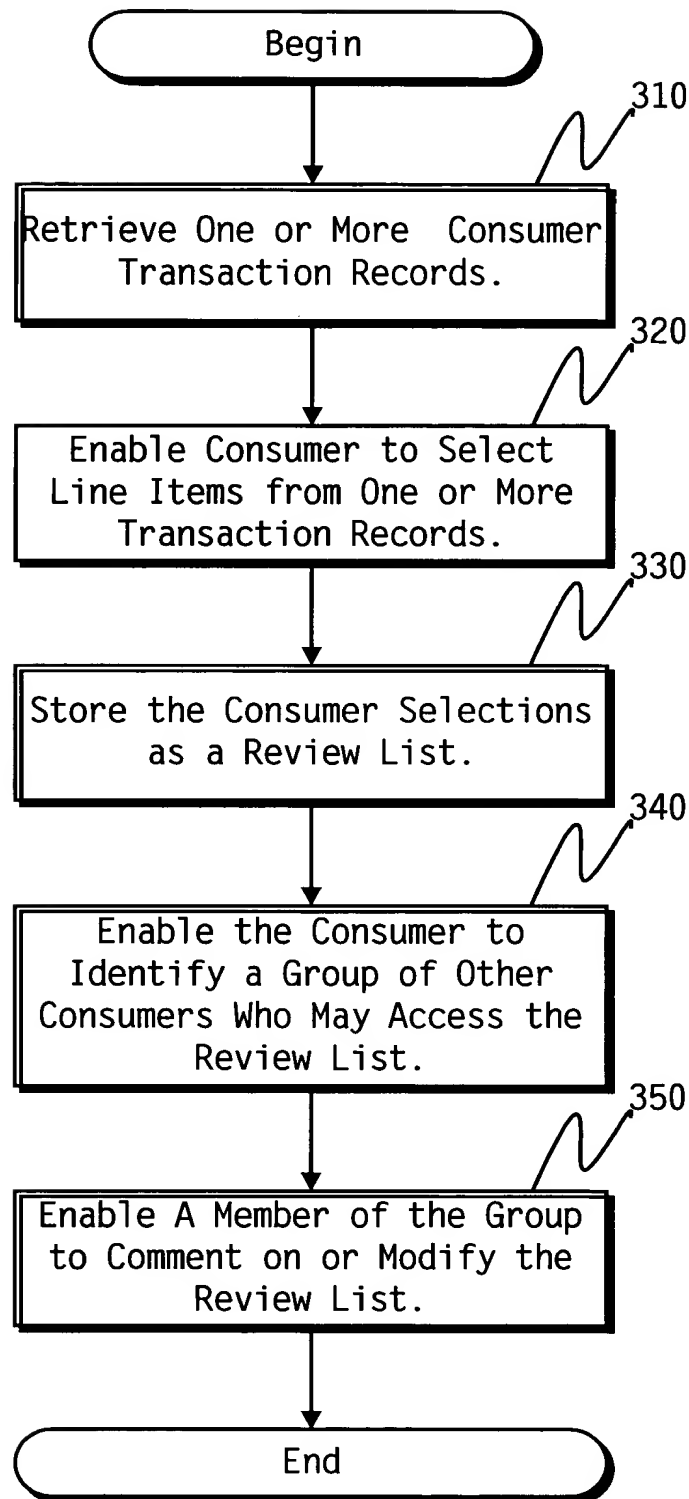 Begin
310
Retrieve One or More Consumer
Transaction Records.
320
Enable Consumer to Select
Line Items from One or More
Transaction Records.
330
Store the Consumer Selections
as a Review List.
340
Enable the Consumer to
Identify a Group of Other
Consumers Who May Access the
Review List.
350
Enable A Member of the Group
to Comment on or Modify the
Review List.
End